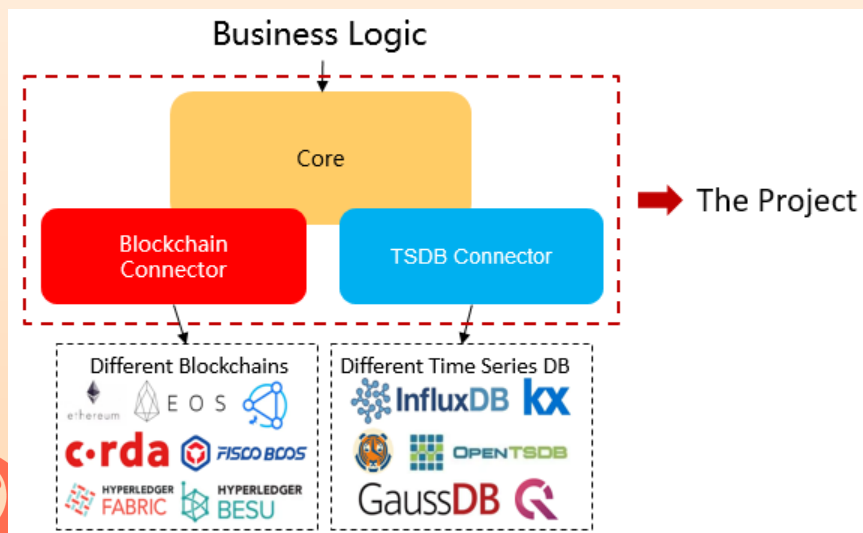 Business Logic
Core
The Project
Blockchain
Connector
TSDB Connector
Different Blockchains
Different Time Series DB
ethereum
EOS
InfluxDB
kx
c·rda
FISCO BCOS
OPENTSDB
HYPERLEDGER
FABRIC
HYPERLEDGER
BESU
GaussDB